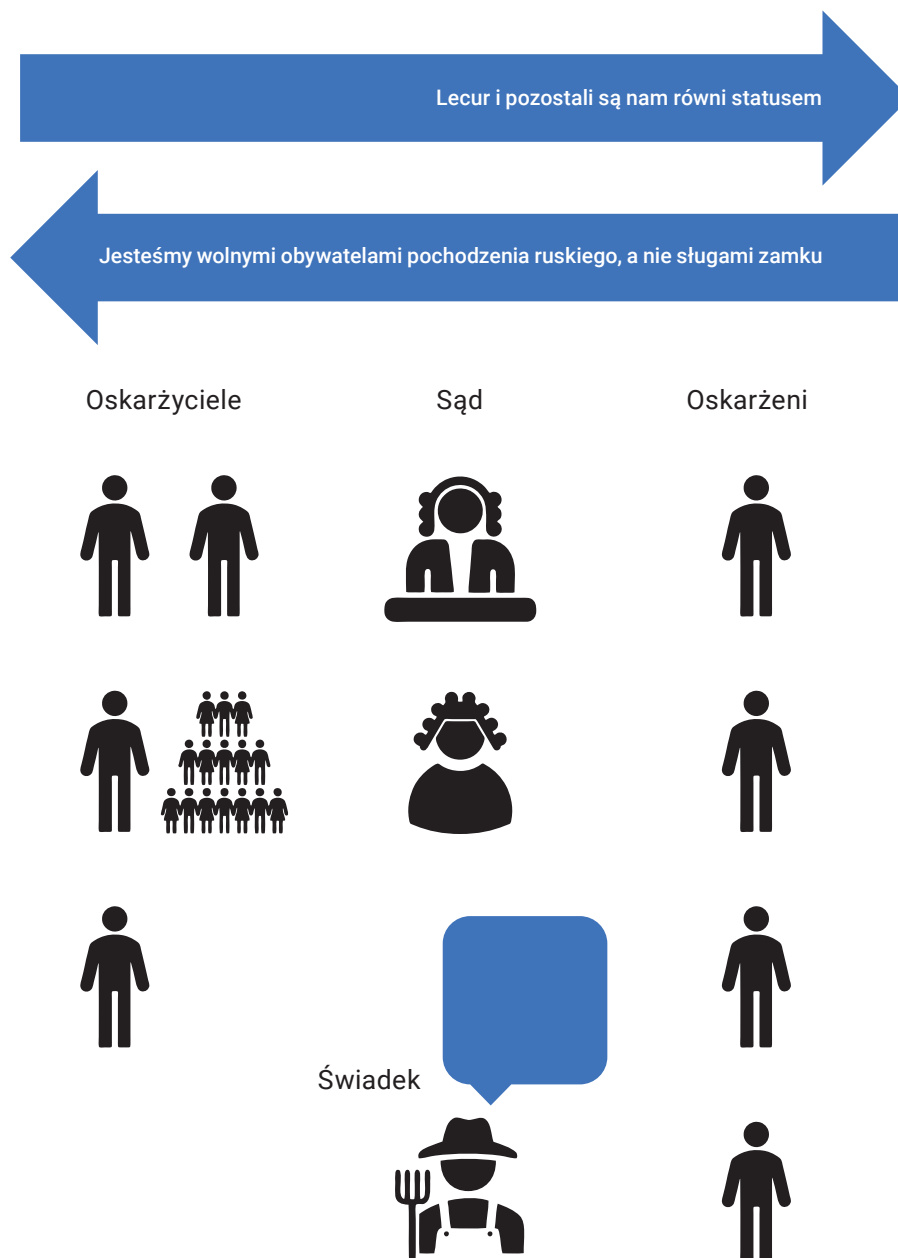 Lecur i pozostali są nam równi statusem
Jesteśmy wolnymi obywatelami pochodzenia ruskiego, a nie sługami zamku
Oskarżyciele
Sąd
Oskarżeni
Świadek